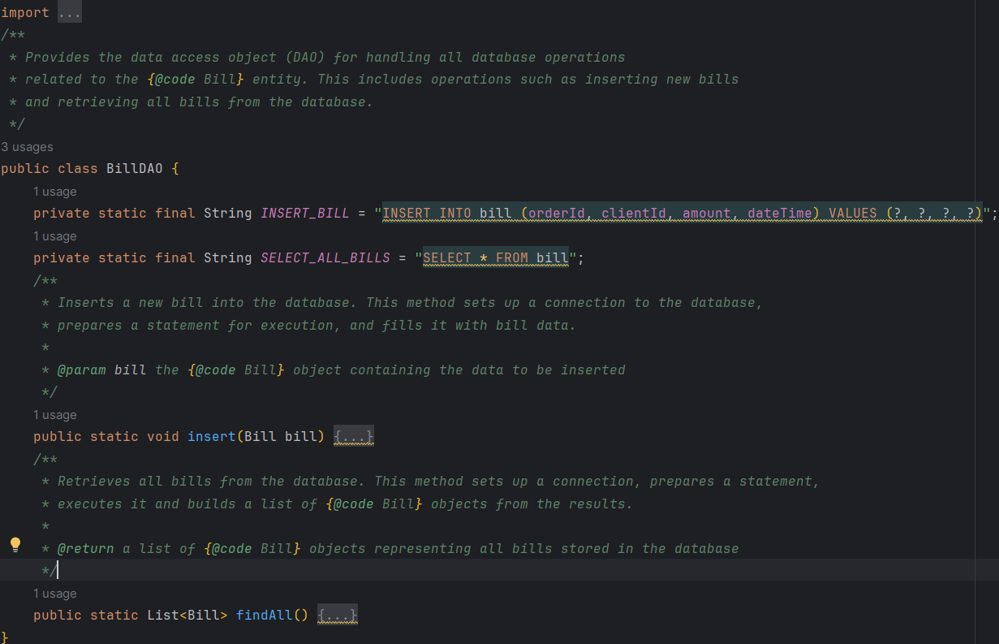 import ...
/**
 * Provides the data access object (DAO) for handling all database operations
 * related to the {@code Bill} entity. This includes operations such as inserting new bills
 * and retrieving all bills from the database.
 */
3 usages
public class BillDAO {
1 usage
private static final String INSERT_BILL = "INSERT INTO bill (orderId, clientId, amount, dateTime) VALUES (?, ?, ?, ?)";
1 usage
private static final String SELECT_ALL_BILLS = "SELECT * FROM bill";
/**
 * Inserts a new bill into the database. This method sets up a connection to the database,
 * prepares a statement for execution, and fills it with bill data.
 *
 * @param bill the {@code Bill} object containing the data to be inserted
 */
1 usage
public static void insert(Bill bill) {...}
/**
 * Retrieves all bills from the database. This method sets up a connection, prepares a statement,
 * executes it and builds a list of {@code Bill} objects from the results.
 *
 * @return a list of {@code Bill} objects representing all bills stored in the database
 */
1 usage
public static List<Bill> findAll() {...}
}